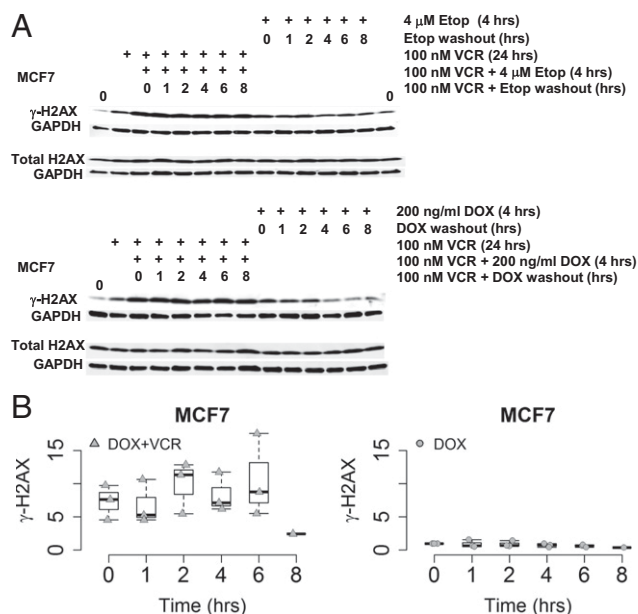 A
+ + + + + + 4 μM Etop (4 hrs)
0 1 2 4 6 8 Etop washout (hrs)
+ + + + + + + 100 nM VCR (24 hrs)
MCF7 + + + + + + 100 nM VCR + 4 μM Etop (4 hrs)
0 0 1 2 4 6 8 0 100 nM VCR + Etop washout (hrs)
γ-H2AX
GAPDH
Total H2AX
GAPDH
+ + + + + + 200 ng/ml DOX (4 hrs)
0 1 2 4 6 8 DOX washout (hrs)
+ + + + + + + 100 nM VCR (24 hrs)
MCF7 + + + + + + 100 nM VCR + 200 ng/ml DOX (4 hrs)
0 0 1 2 4 6 8 100 nM VCR + DOX washout (hrs)
γ-H2AX
GAPDH
Total H2AX
GAPDH
B
MCF7
DOX+VCR
γ-H2AX
0 5 15
0 1 2 4 6 8
Time (hrs)
MCF7
DOX
γ-H2AX
0 5 15
0 1 2 4 6 8
Time (hrs)